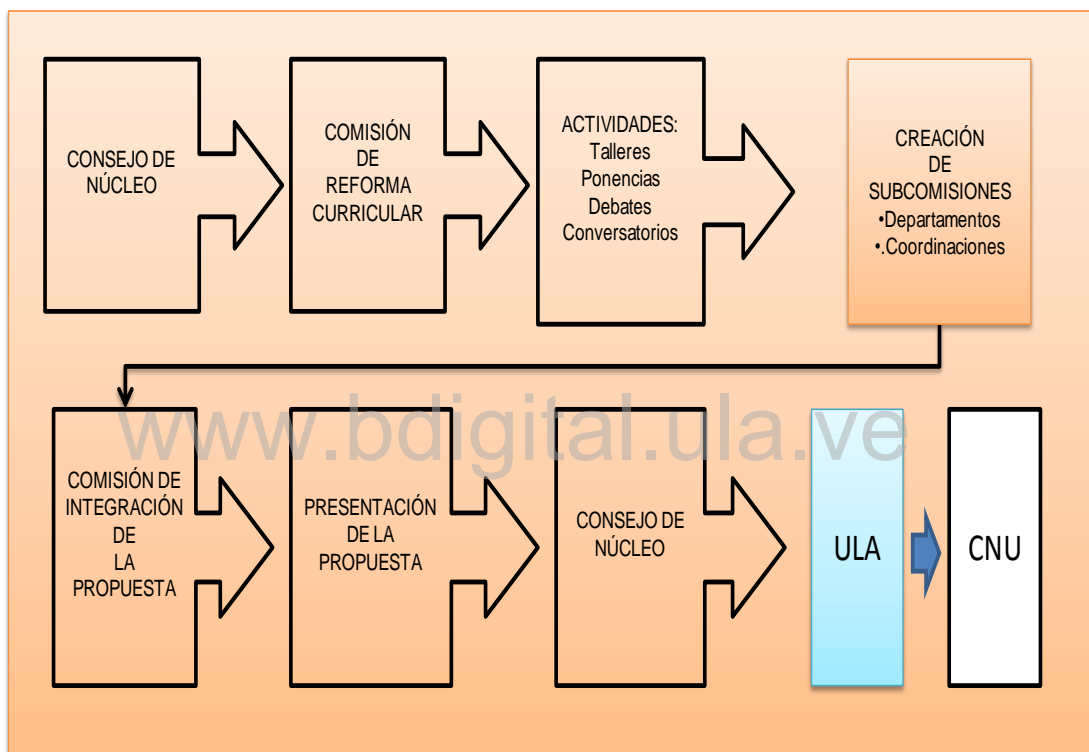 CONSEJO DE
NÚCLEO
COMISIÓN
DE
REFORMA
CURRICULAR
ACTIVIDADES:
Talleres
Ponencias
Debates
Conversatorios
CREACIÓN
DE
SUBCOMISIONES
•Departamentos
•.Coordinaciones
www.bdigital.ula.ve
COMISIÓN DE
INTEGRACIÓN
DE
LA
PROPUESTA
PRESENTACIÓN
DE LA
PROPUESTA
CONSEJO DE
NÚCLEO
ULA
CNU